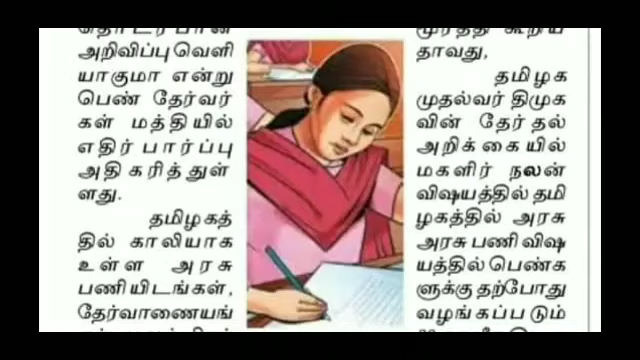 தொடர்பான
அறிவிப்பு வெளி
யாகுமா என்று
பெண் தேர்வர்
கள் மத்தியில்
எதிர் பார்ப்பு
அதிகரித்துள்
ளது.
தமிழகத்
தில் காலியாக
உள்ள அரசு
பணியிடங்கள்,
தேர்வாணையங்
மூர்த்தி கூறிய
தாவது,
தமிழக
முதல்வர் திமுக
வின் தேர்தல்
அறிக்கையில்
மகளிர் நலன்
விஷயத்தில் தமி
ழகத்தில் அரசு
அரசு பணி விஷ
யத்தில் பெண்க
ளுக்கு தற்போது
வழங்கப்படும்